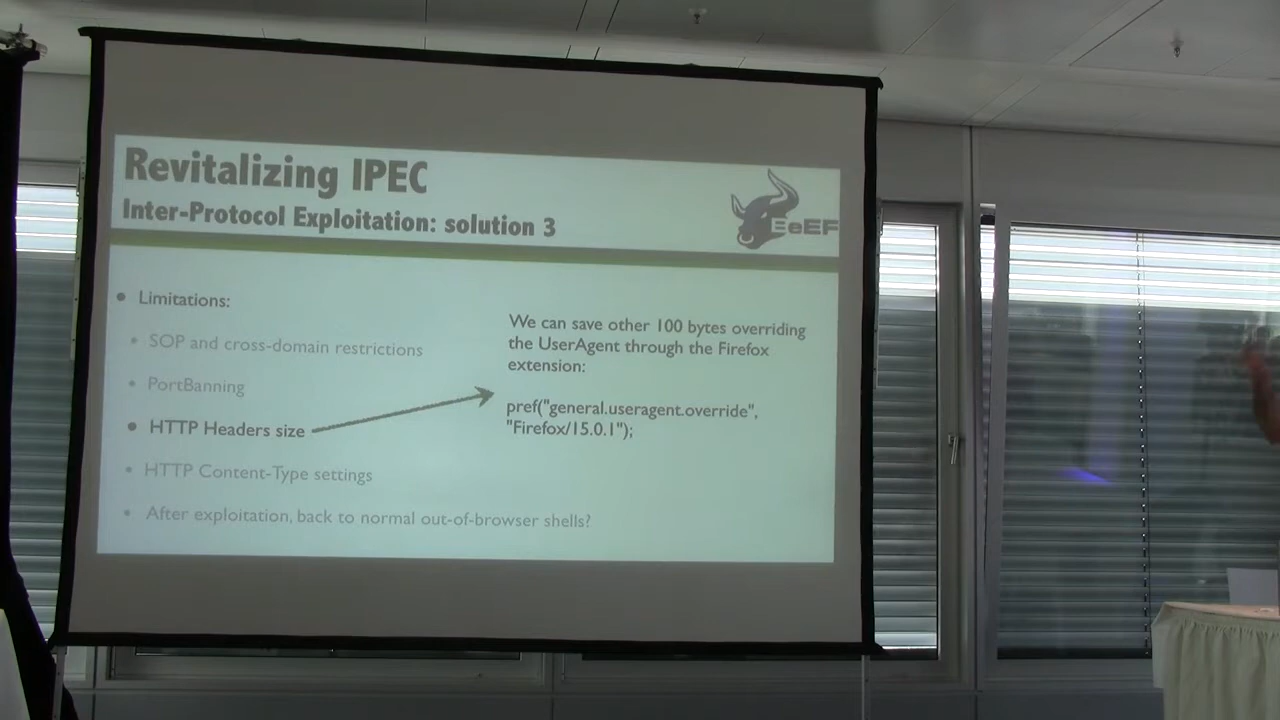 Revitalizing IPEC
Inter-Protocol Exploitation: solution 3
BeEF
Limitations:
SOP and cross-domain restrictions
PortBanning
HTTP Headers size
HTTP Content-Type settings
After exploitation, back to normal out-of-browser shells?
We can save other 100 bytes overriding
the UserAgent through the Firefox
extension:
pref("general.useragent.override",
"Firefox/15.0.1");